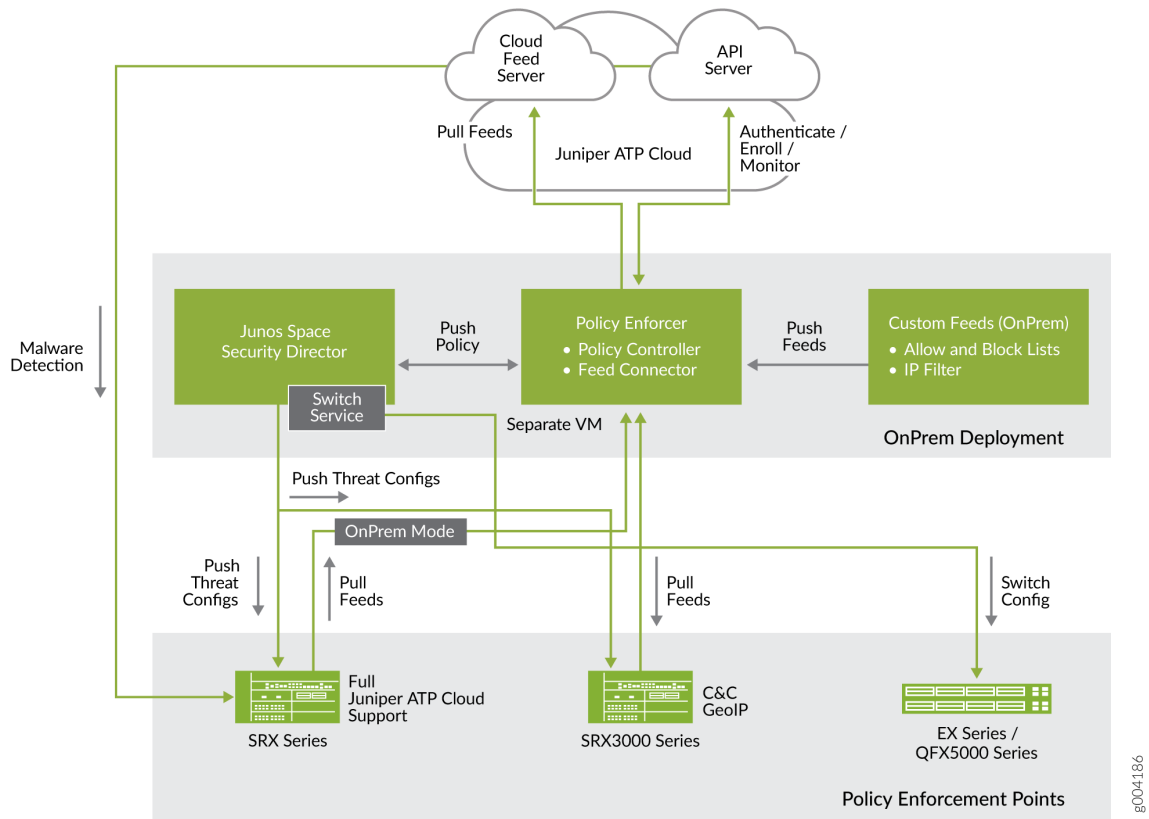 Cloud
Feed
Server
API
Server
Pull Feeds
Juniper ATP Cloud
Authenticate /
Enroll /
Monitor
Malware
Detection
Junos Space
Security Director
Switch
Service
Push
Policy
Policy Enforcer
• Policy Controller
• Feed Connector
Separate VM
Push
Feeds
Custom Feeds (OnPrem)
• Allow and Block Lists
• IP Filter
OnPrem Deployment
Push Threat Configs
OnPrem Mode
Push
Threat
Configs
Pull
Feeds
Pull
Feeds
Switch
Config
Full
Juniper ATP Cloud
Support
SRX Series
C&C
GeoIP
SRX3000 Series
EX Series /
QFX5000 Series
Policy Enforcement Points
g004186